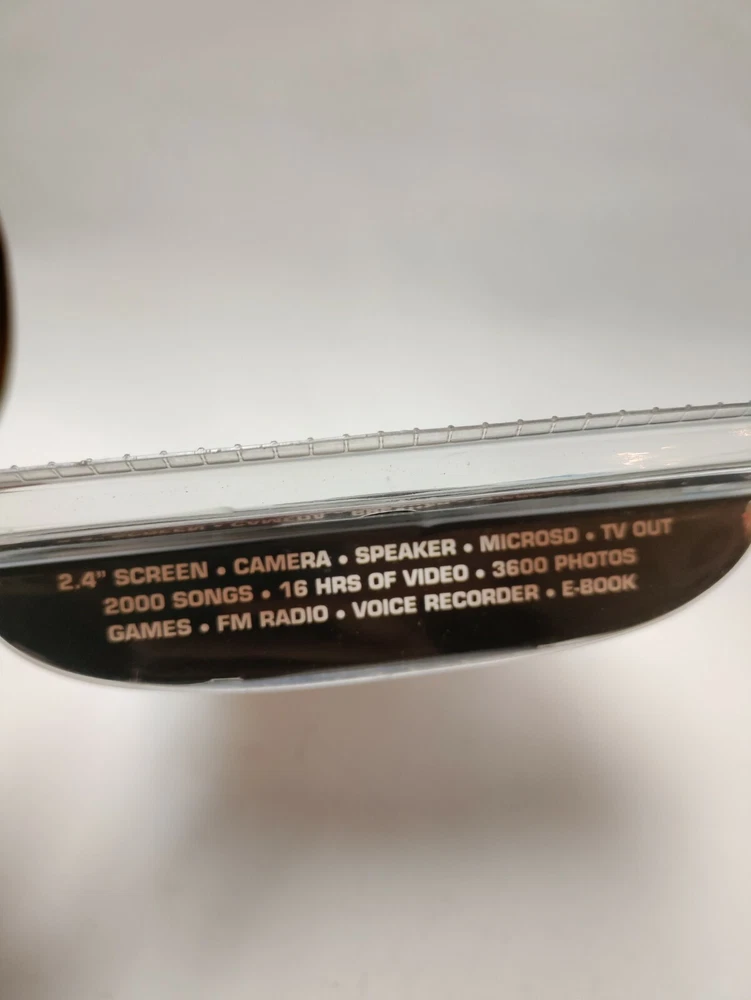 2.4" SCREEN • CAMERA • SPEAKER • MICROSD • TV OUT
2000 SONGS • 16 HRS OF VIDEO • 3600 PHOTOS
GAMES • FM RADIO • VOICE RECORDER • E-BOOK